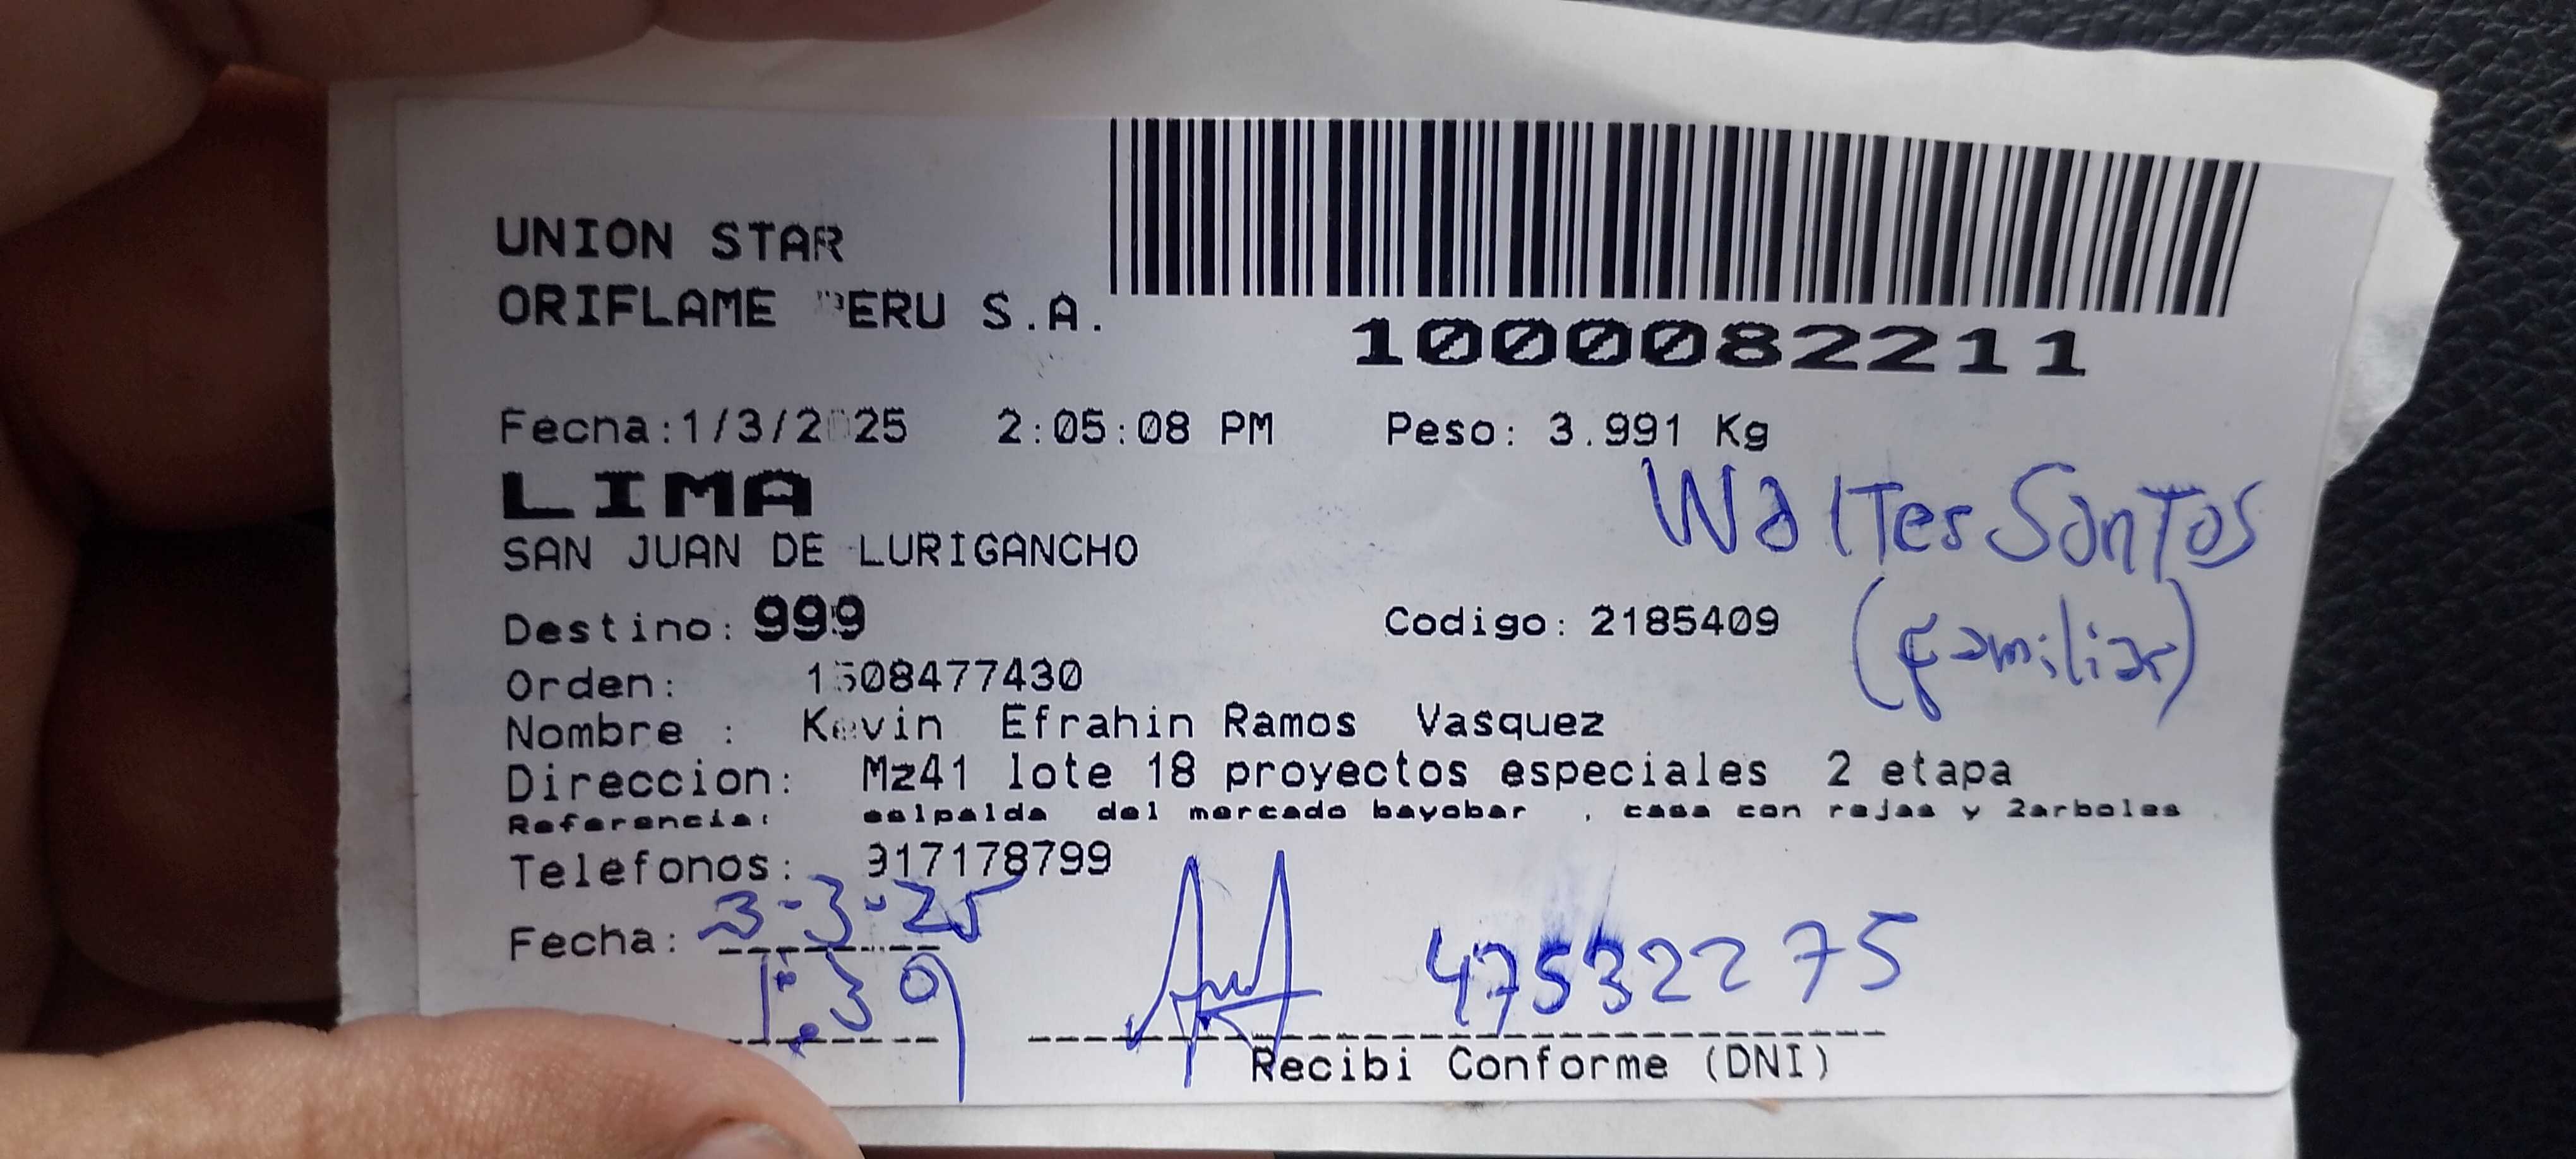 UNION STAR
ORIFLAME PERU S.A.
1000082211
Fecha:1/3/2025 2:05:08 PM Peso: 3.991 Kg
LIMA
SAN JUAN DE LURIGANCHO
Walter Santos
(familiar)
Destino: 999 Codigo: 2185409
Orden: 1508477430
Nombre : Kevin Efrahin Ramos Vasquez
Direccion: Mz41 lote 18 proyectos especiales 2 etapa
Referencia: ealpalda del mercado bayobar , casa con rejas y 2arboles
Telefonos: 917178799
Fecha: 3-3-25
1:39
47532275
Recibi Conforme (DNI)